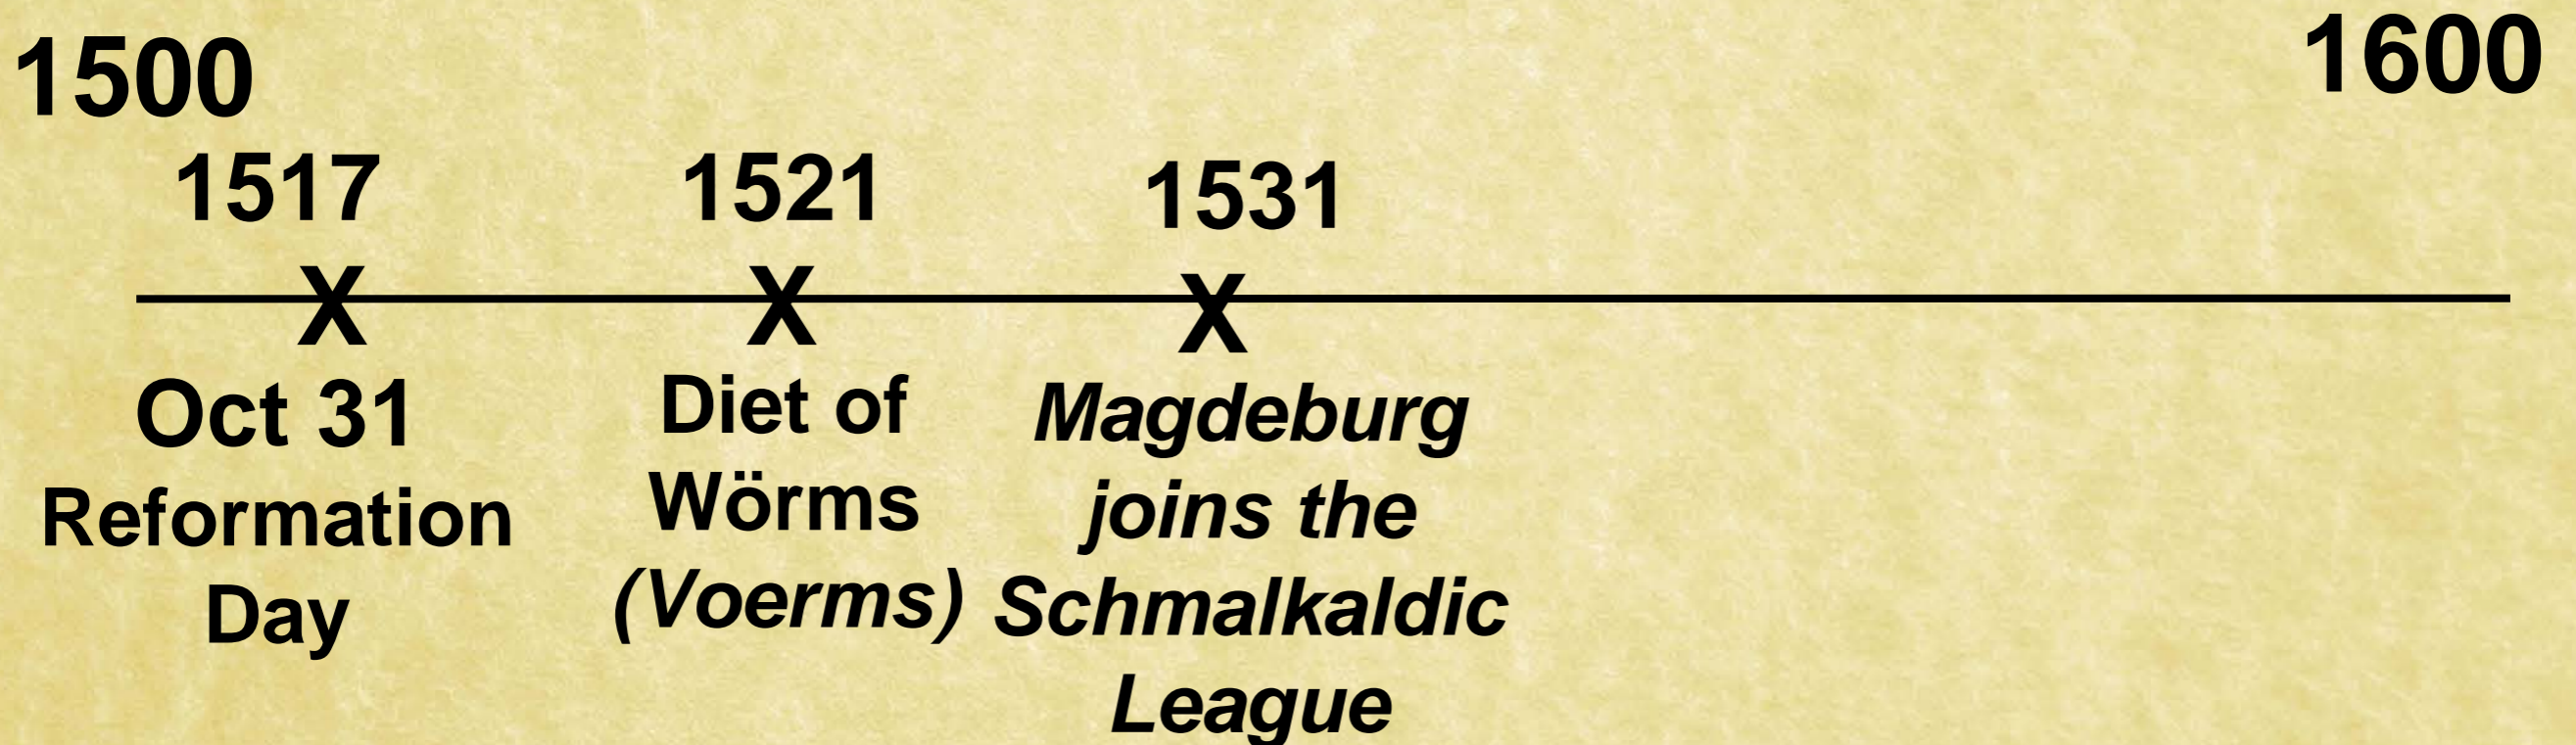 1500 1600
1517 1521 1531
X X X
Oct 31
Reformation
Day
Diet of
Wörms
(Voerms)
Magdeburg
joins the
Schmalkaldic
League